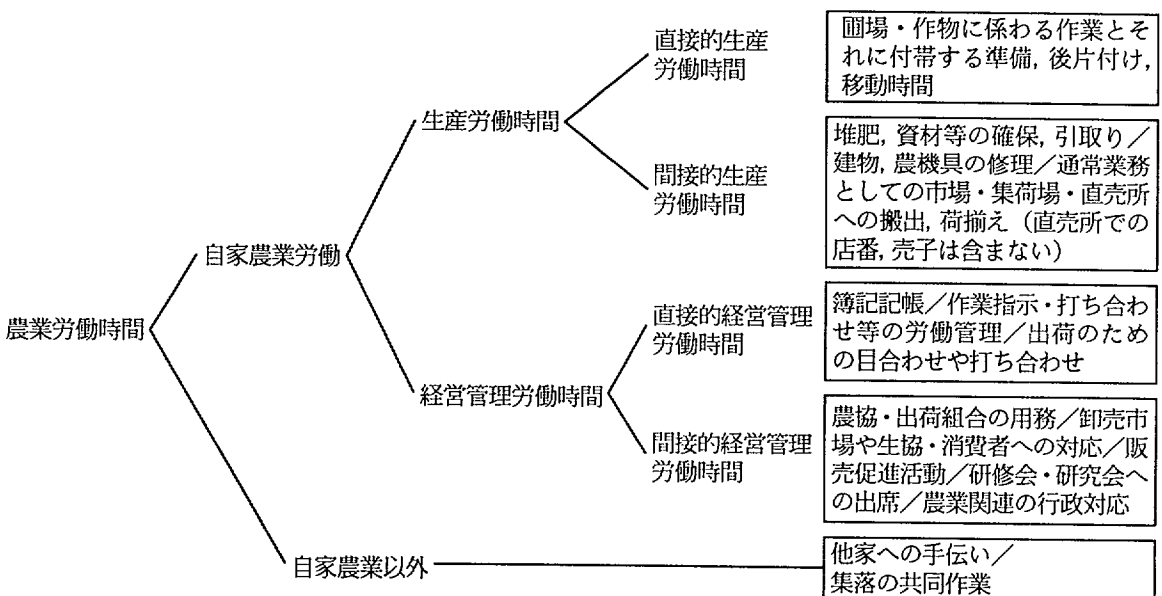 直接的生産
労働時間
圃場・作物に係わる作業とそ
れに付帯する準備, 後片付け,
移動時間
生産労働時間
間接的生産
労働時間
堆肥, 資材等の確保, 引取り／
建物, 農機具の修理／通常業務
としての市場・集荷場・直売所
への搬出, 荷揃え（直売所での
店番, 売子は含まない）
自家農業労働
農業労働時間
直接的経営管理
労働時間
簿記記帳／作業指示・打ち合わ
せ等の労働管理／出荷のため
の目合わせや打ち合わせ
経営管理労働時間
間接的経営管理
労働時間
農協・出荷組合の用務／卸売市
場や生協・消費者への対応／販
売促進活動／研修会・研究会へ
の出席／農業関連の行政対応
自家農業以外
他家への手伝い／
集落の共同作業